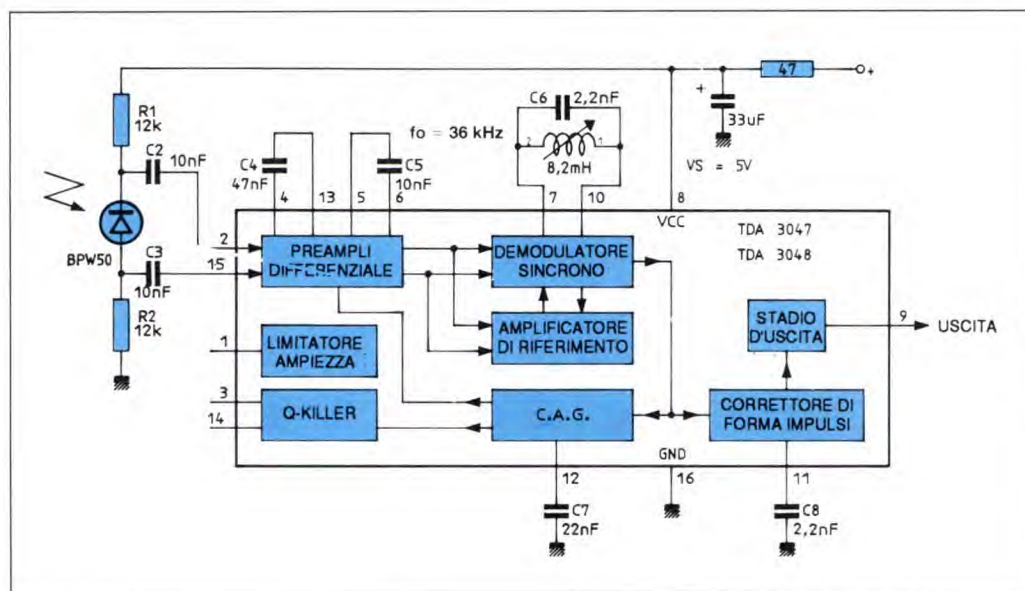 47
+
+
33uF
VS = 5V
R1
12k
C2
10nF
BPW50
C3
10nF
R2
12k
C4
47nF
C5
10nF
fo = 36 kHz
C6
2,2nF
2
1
8,2mH
4
13
5
6
7
10
8
VCC
TDA 3047
TDA 3048
2
15
PREAMPLI
DIFFERENZIALE
DEMODULATORE
SINCRONO
AMPLIFICATORE
DI RIFERIMENTO
1
LIMITATORE
AMPIEZZA
3
14
Q-KILLER
C.A.G.
STADIO
D'USCITA
9
USCITA
CORRETTORE DI
FORMA IMPULSI
GND
12
16
11
C7
22nF
C8
2,2nF